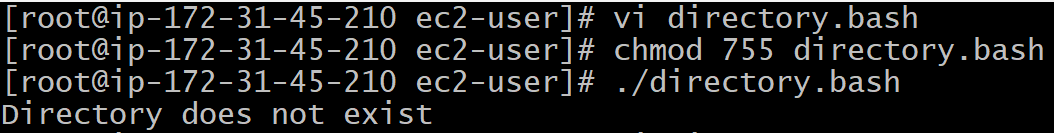 [root@ip-172-31-45-210 ec2-user]# vi directory.bash
[root@ip-172-31-45-210 ec2-user]# chmod 755 directory.bash
[root@ip-172-31-45-210 ec2-user]# ./directory.bash
Directory does not exist